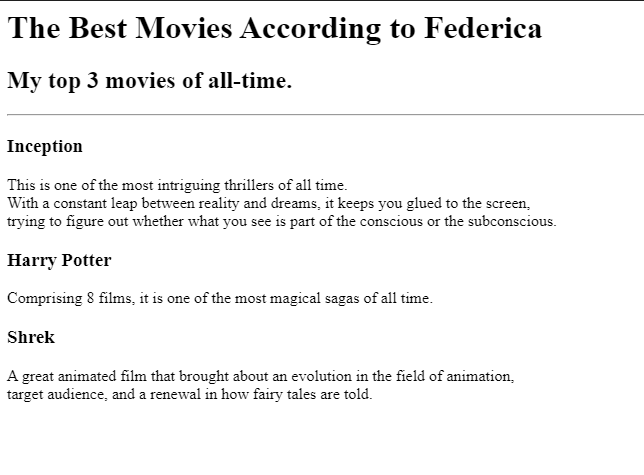 The Best Movies According to Federica
My top 3 movies of all-time.
Inception
This is one of the most intriguing thrillers of all time.
With a constant leap between reality and dreams, it keeps you glued to the screen,
trying to figure out whether what you see is part of the conscious or the subconscious.
Harry Potter
Comprising 8 films, it is one of the most magical sagas of all time.
Shrek
A great animated film that brought about an evolution in the field of animation,
target audience, and a renewal in how fairy tales are told.